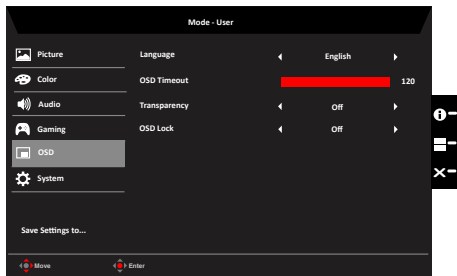 Mode - User
Picture
Color
Audio
Gaming
OSD
System
Save Settings to...
Language English
OSD Timeout 120
Transparency Off
OSD Lock Off
Move Enter